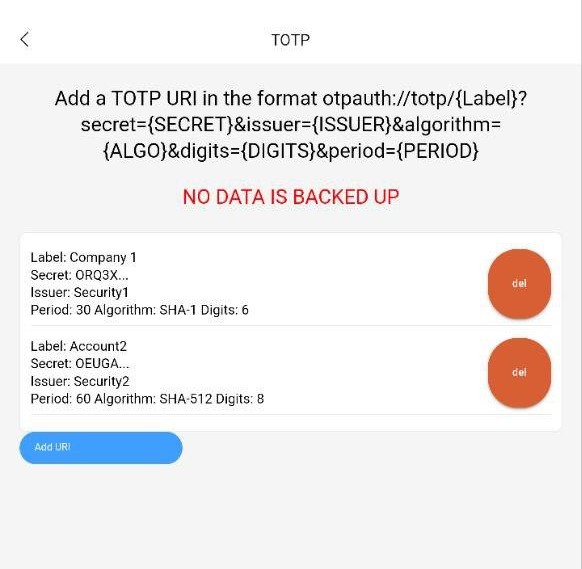 TOTP
Add a TOTP URI in the format otpauth://totp/{Label}?
secret={SECRET}&issuer={ISSUER}&algorithm=
{ALGO}&digits={DIGITS}&period={PERIOD}
NO DATA IS BACKED UP
Label: Company 1
Secret: ORQ3X...
Issuer: Security1
Period: 30 Algorithm: SHA-1 Digits: 6
del
Label: Account2
Secret: OEUGA...
Issuer: Security2
Period: 60 Algorithm: SHA-512 Digits: 8
del
Add URI